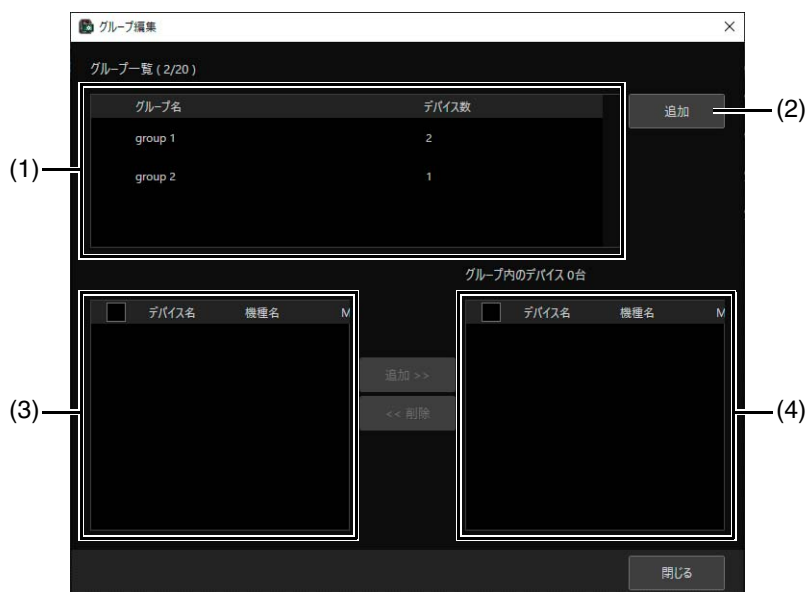 グループ編集
グループ一覧 ( 2/20 )
グループ名 デバイス数
追加
(2)
group 1 2
(1)
group 2 1
グループ内のデバイス 0台
デバイス名 機種名 M
デバイス名 機種名 M
追加 >>
(3)
<< 削除
(4)
閉じる